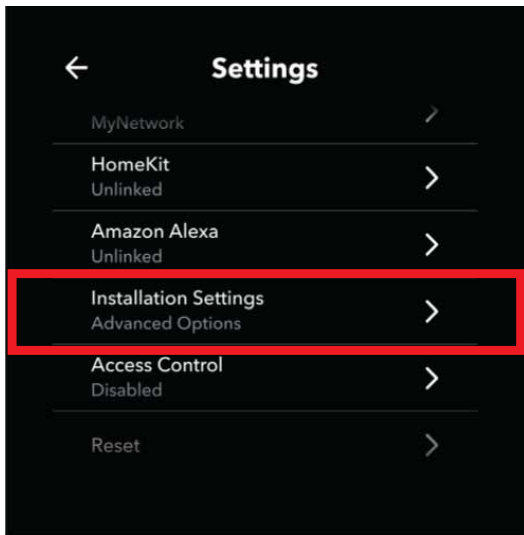 Settings
MyNetwork
HomeKit
Unlinked
Amazon Alexa
Unlinked
Installation Settings
Advanced Options
Access Control
Disabled
Reset